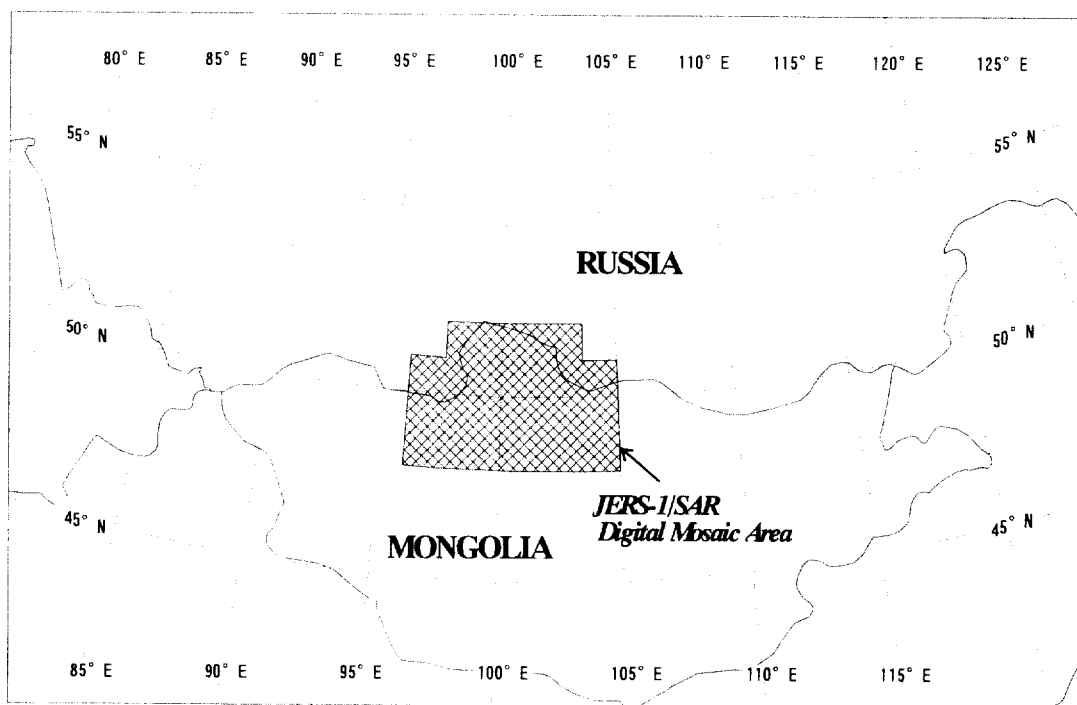 80° E 85° E 90° E 95° E 100° E 105° E 110° E 115° E 120° E 125° E
55° N 55° N
RUSSIA
50° N 50° N
JERS-1/SAR
Digital Mosaic Area
45° N 45° N
MONGOLIA
85° E 90° E 95° E 100° E 105° E 110° E 115° E